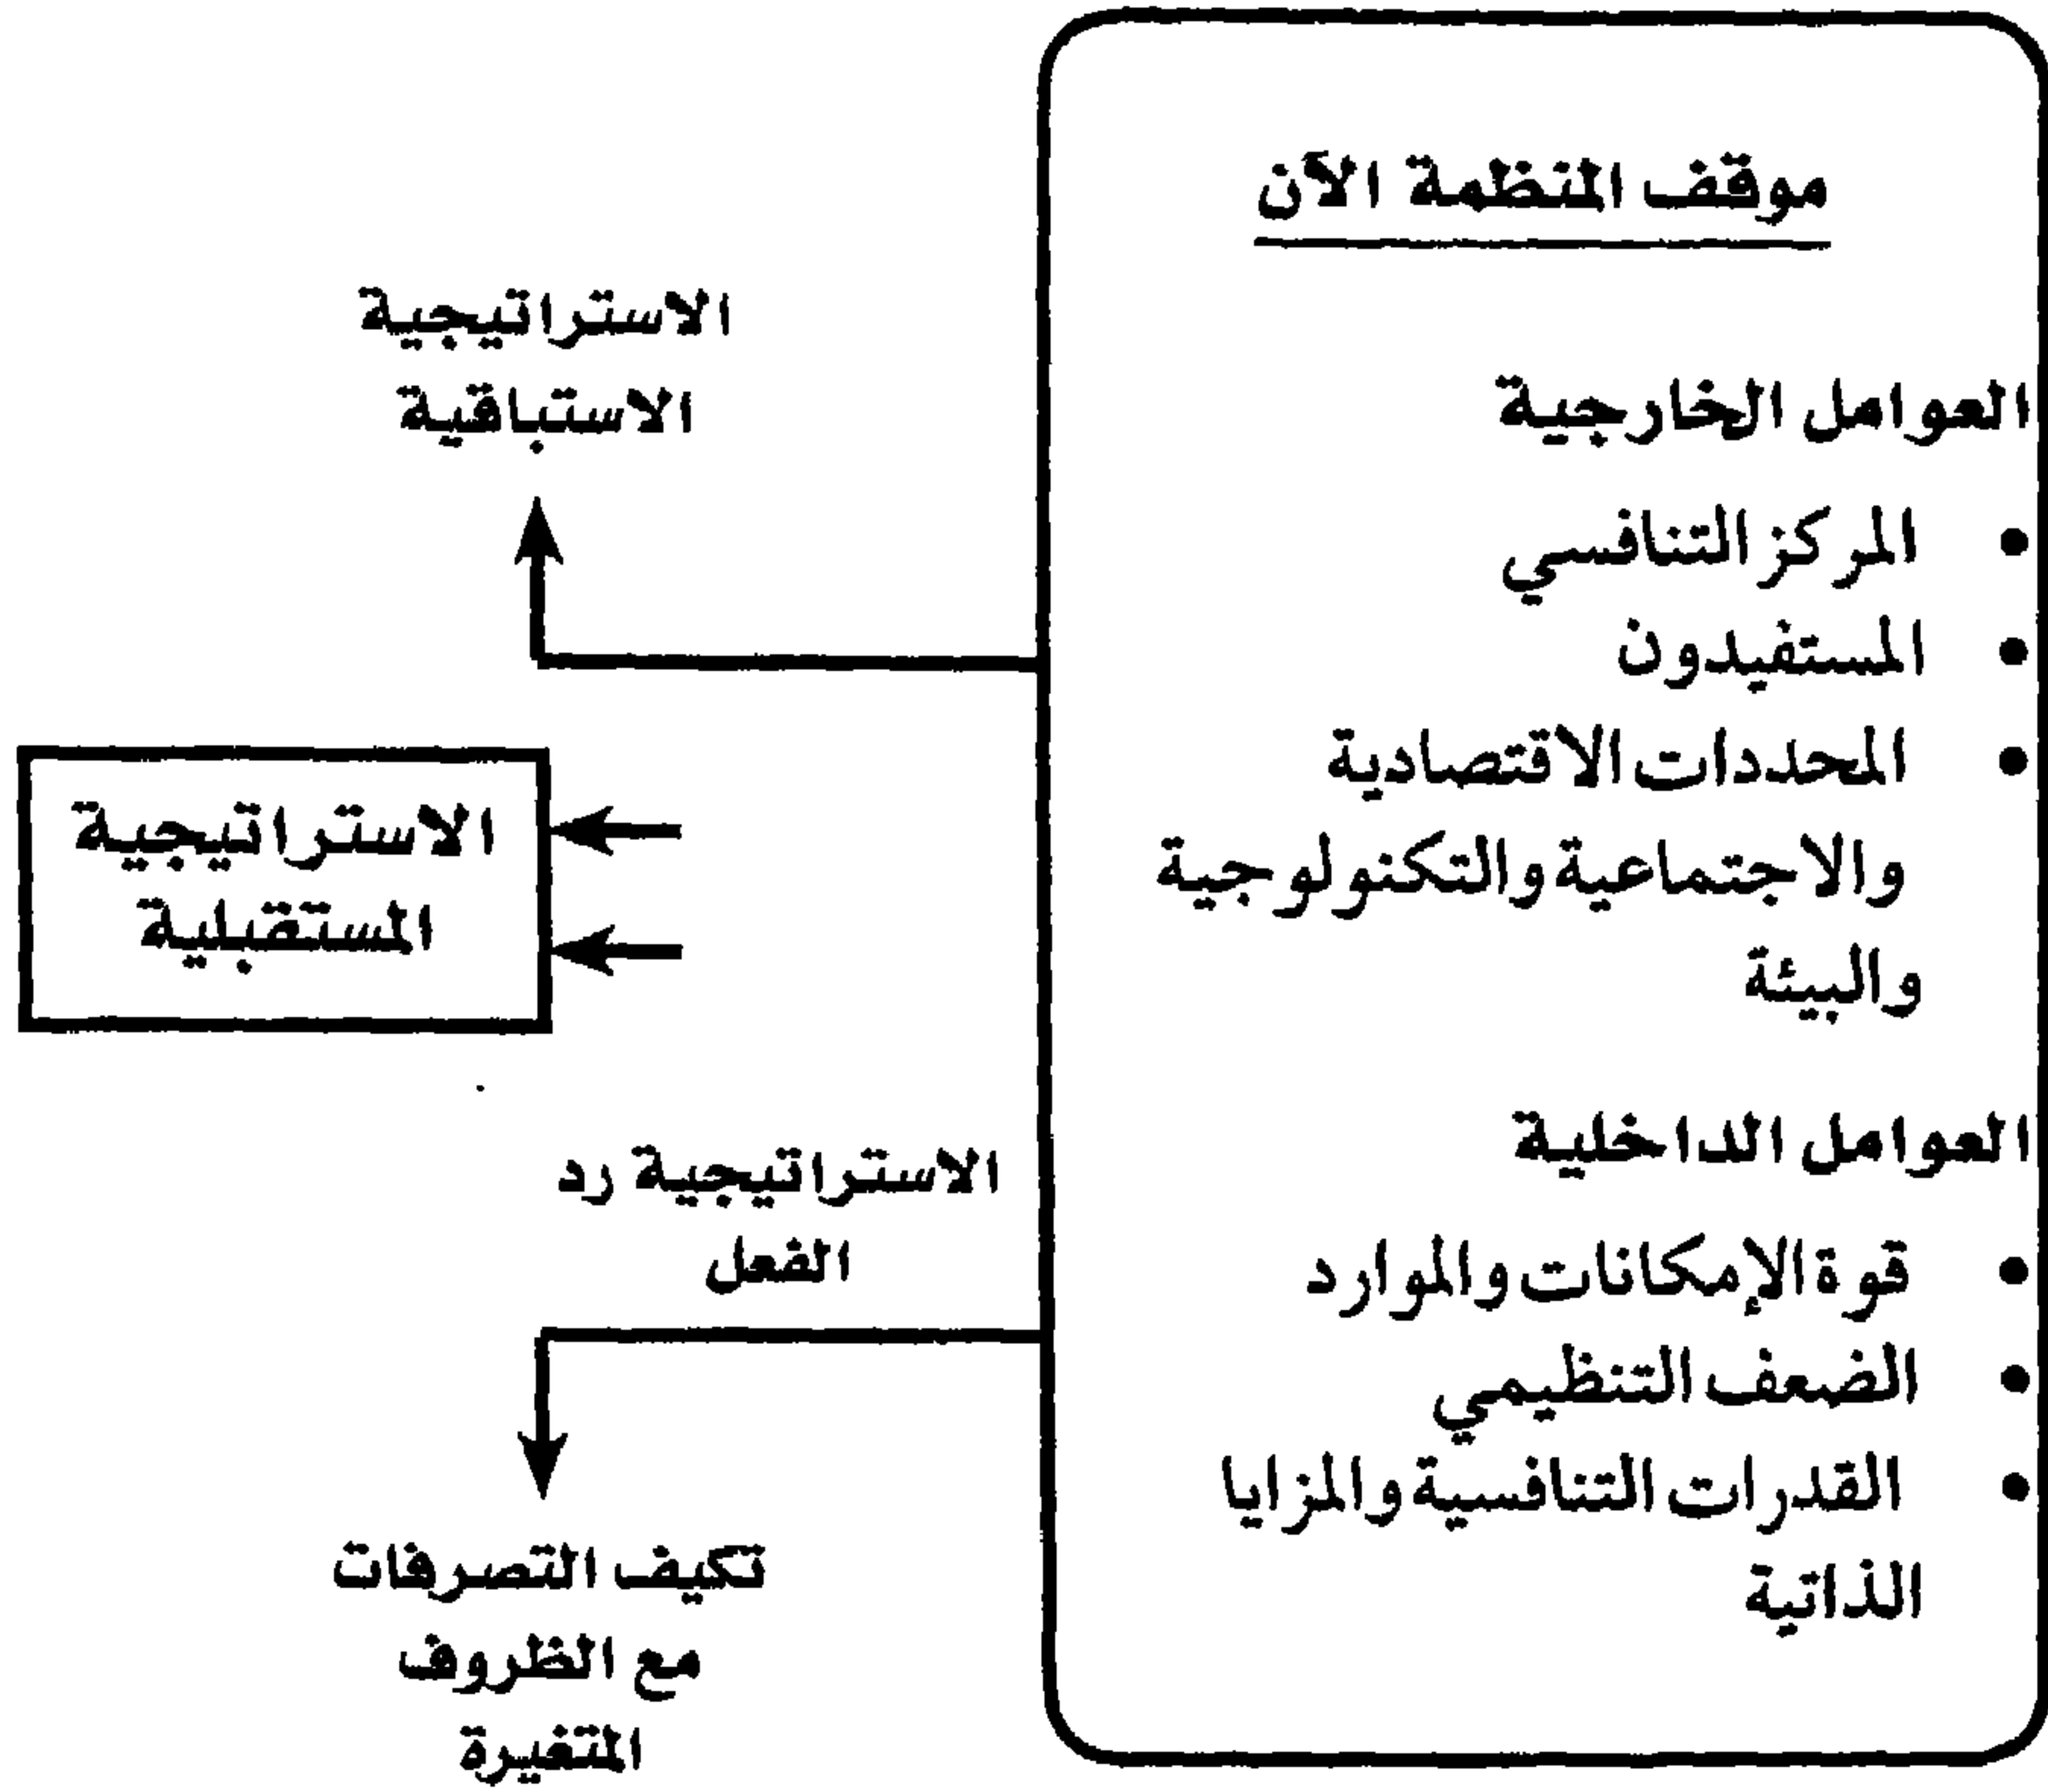 موقف المنظمة الآن
العوامل الخارجية
• المركز التنافسي
• المستفيدون
• المحددات الاقتصادية
والاجتماعية والتكنولوجية
والبيئة
العوامل الداخلية
• قوة الإمكانات والموارد
• الضعف التنظيمي
• القدرات التنافسية والمزايا
الذاتية
الاستراتيجية
الاستباقية
الاستراتيجية
المستقبلية
الاستراتيجية رد
الفعل
تكيف التصرفات
مع الظروف
المتغيرة